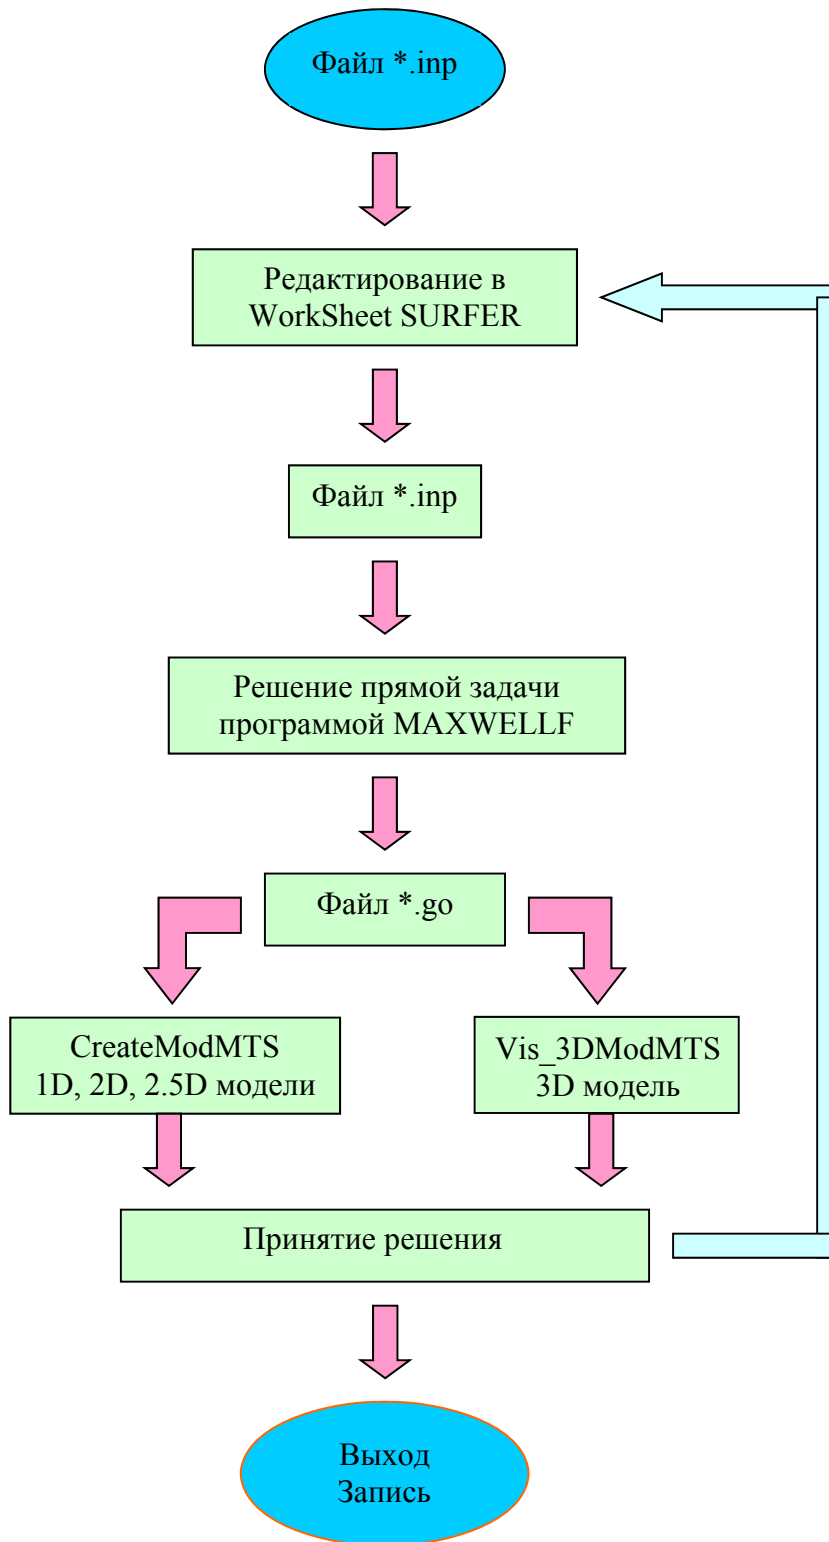 Файл *.inp
Редактирование в
WorkSheet SURFER
Файл *.inp
Решение прямой задачи
программой MAXWELLF
Файл *.go
CreateModMTS
1D, 2D, 2.5D модели
Vis_3DModMTS
3D модель
Принятие решения
Выход
Запись